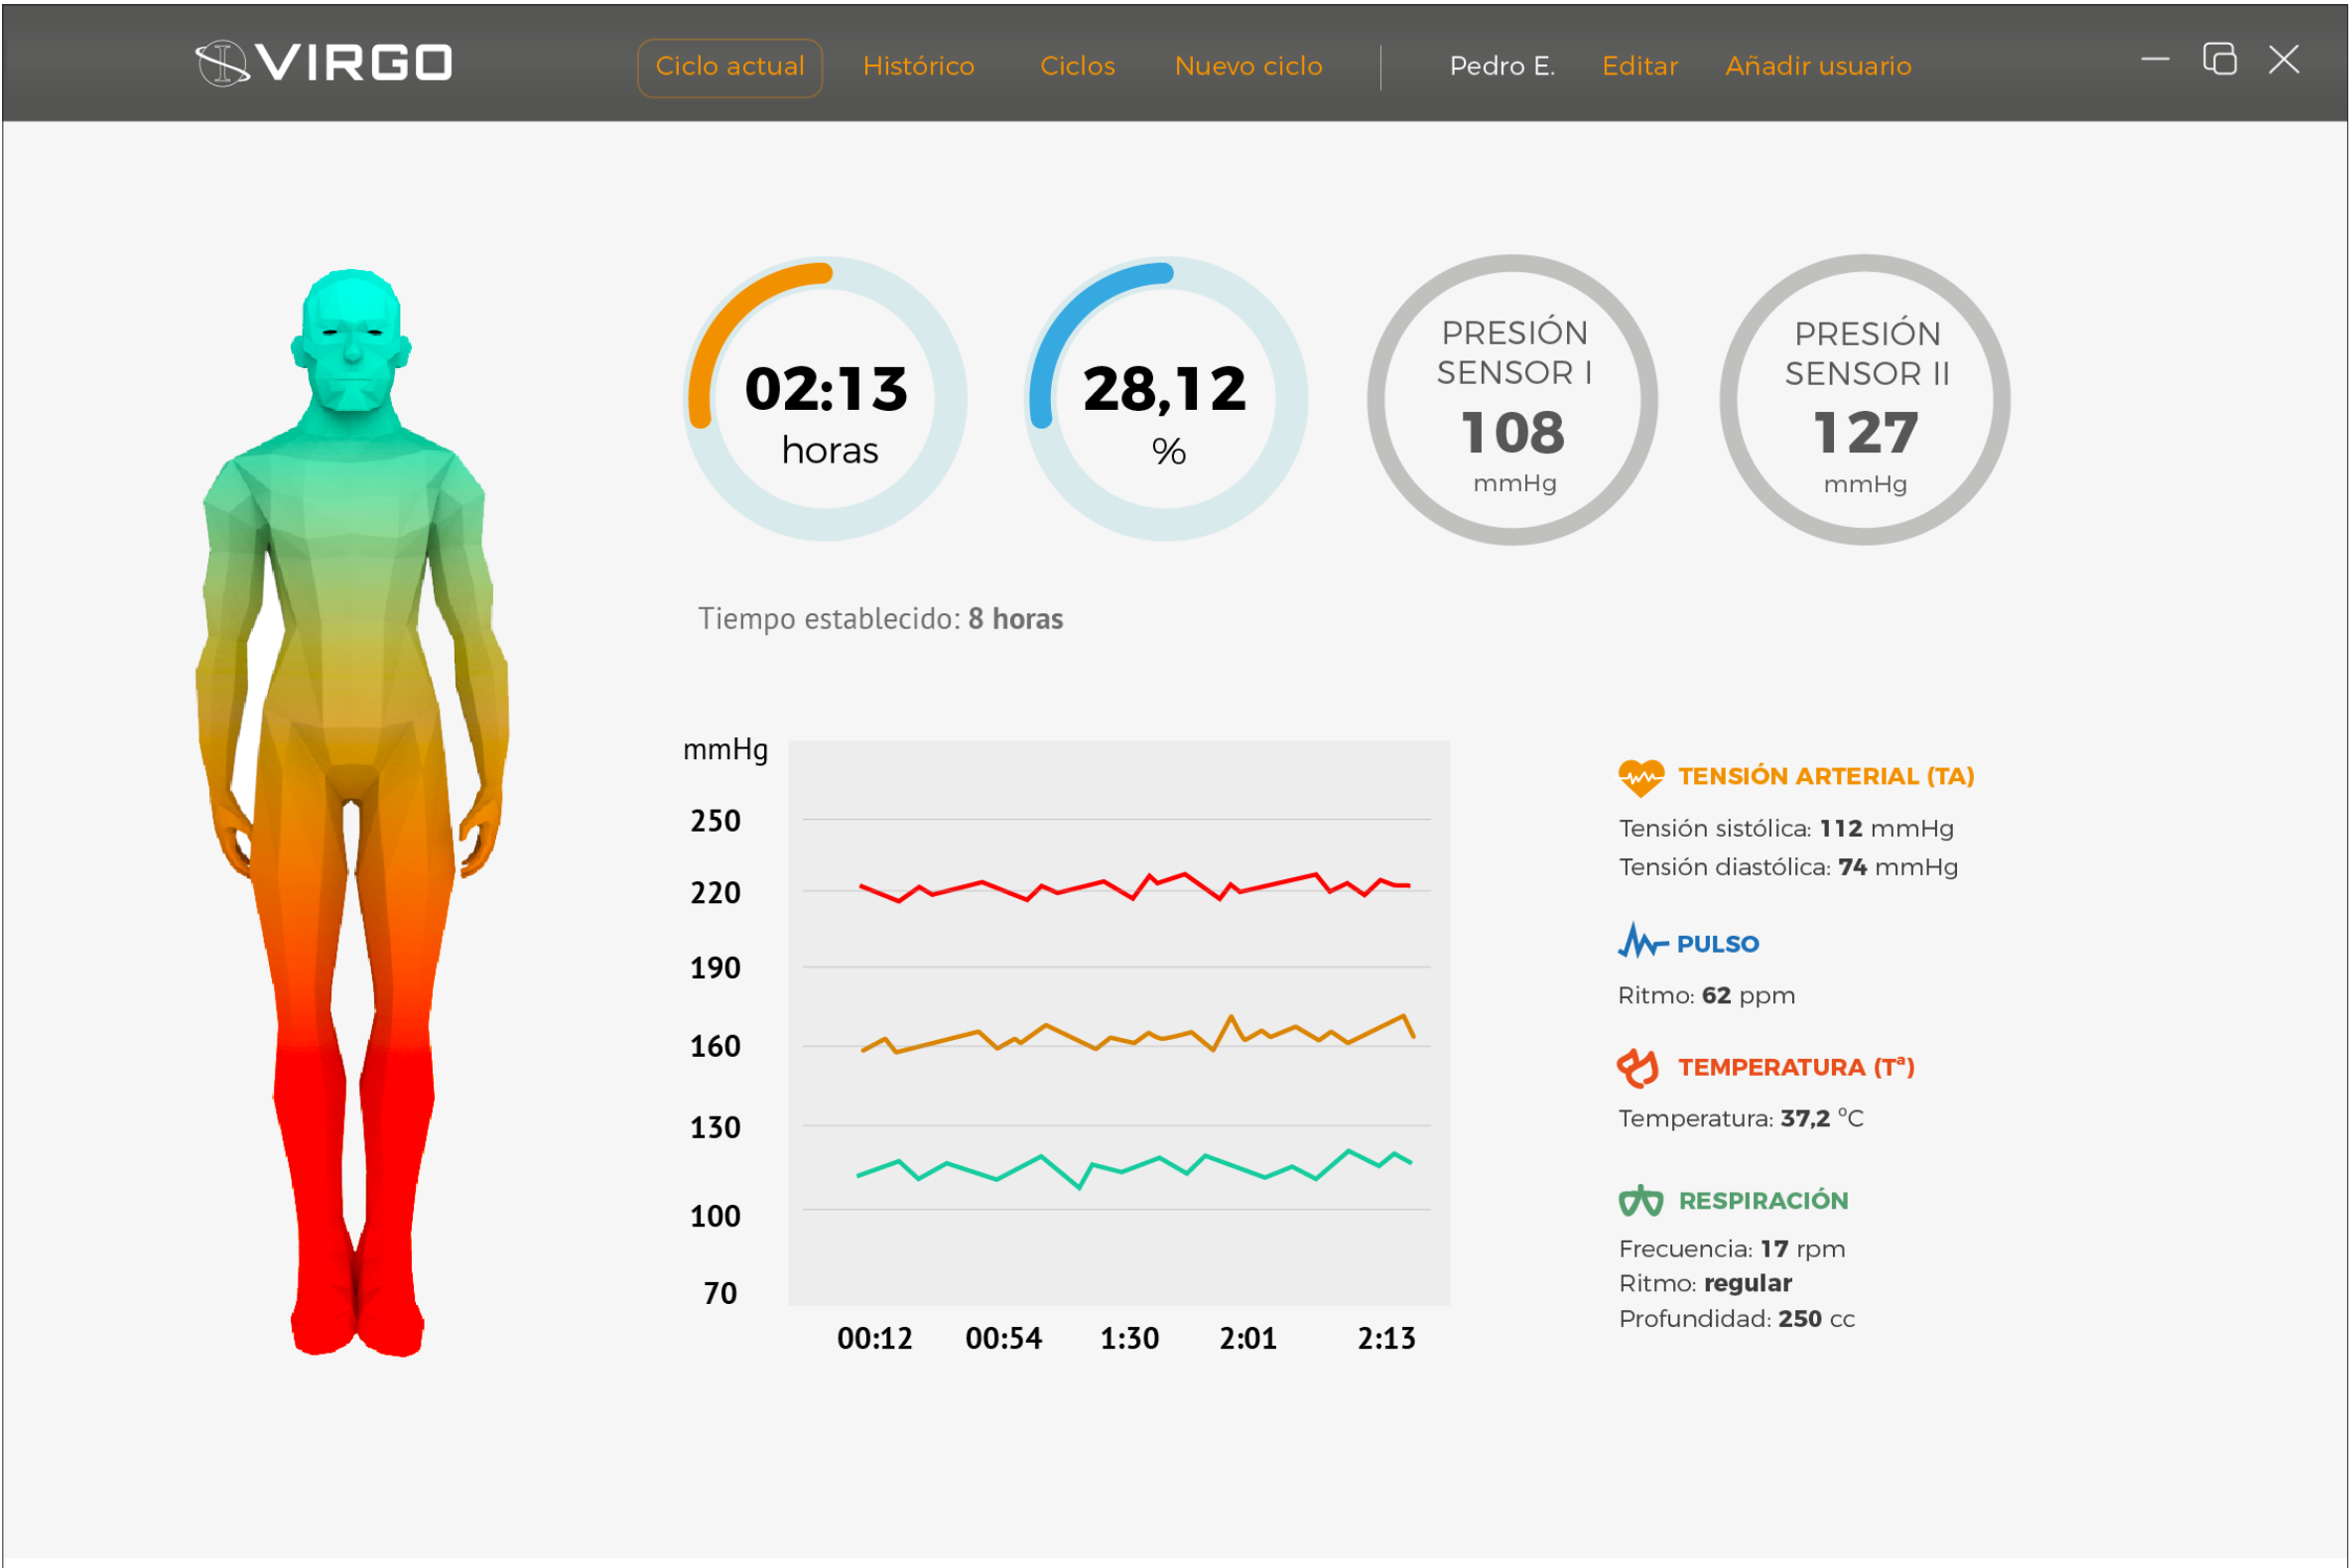 VIRGO
Ciclo actual
Histórico
Ciclos
Nuevo ciclo
Pedro E.
Editar
Añadir usuario
02:13
horas
28,12
%
PRESIÓN
SENSOR I
108
mmHg
PRESIÓN
SENSOR II
127
mmHg
Tiempo establecido: 8 horas
mmHg
250
220
190
160
130
100
70
00:12
00:54
1:30
2:01
2:13
TENSIÓN ARTERIAL (TA)
Tensión sistólica: 112 mmHg
Tensión diastólica: 74 mmHg
PULSO
Ritmo: 62 ppm
TEMPERATURA (Tª)
Temperatura: 37,2 ºC
RESPIRACIÓN
Frecuencia: 17 rpm
Ritmo: regular
Profundidad: 250 cc